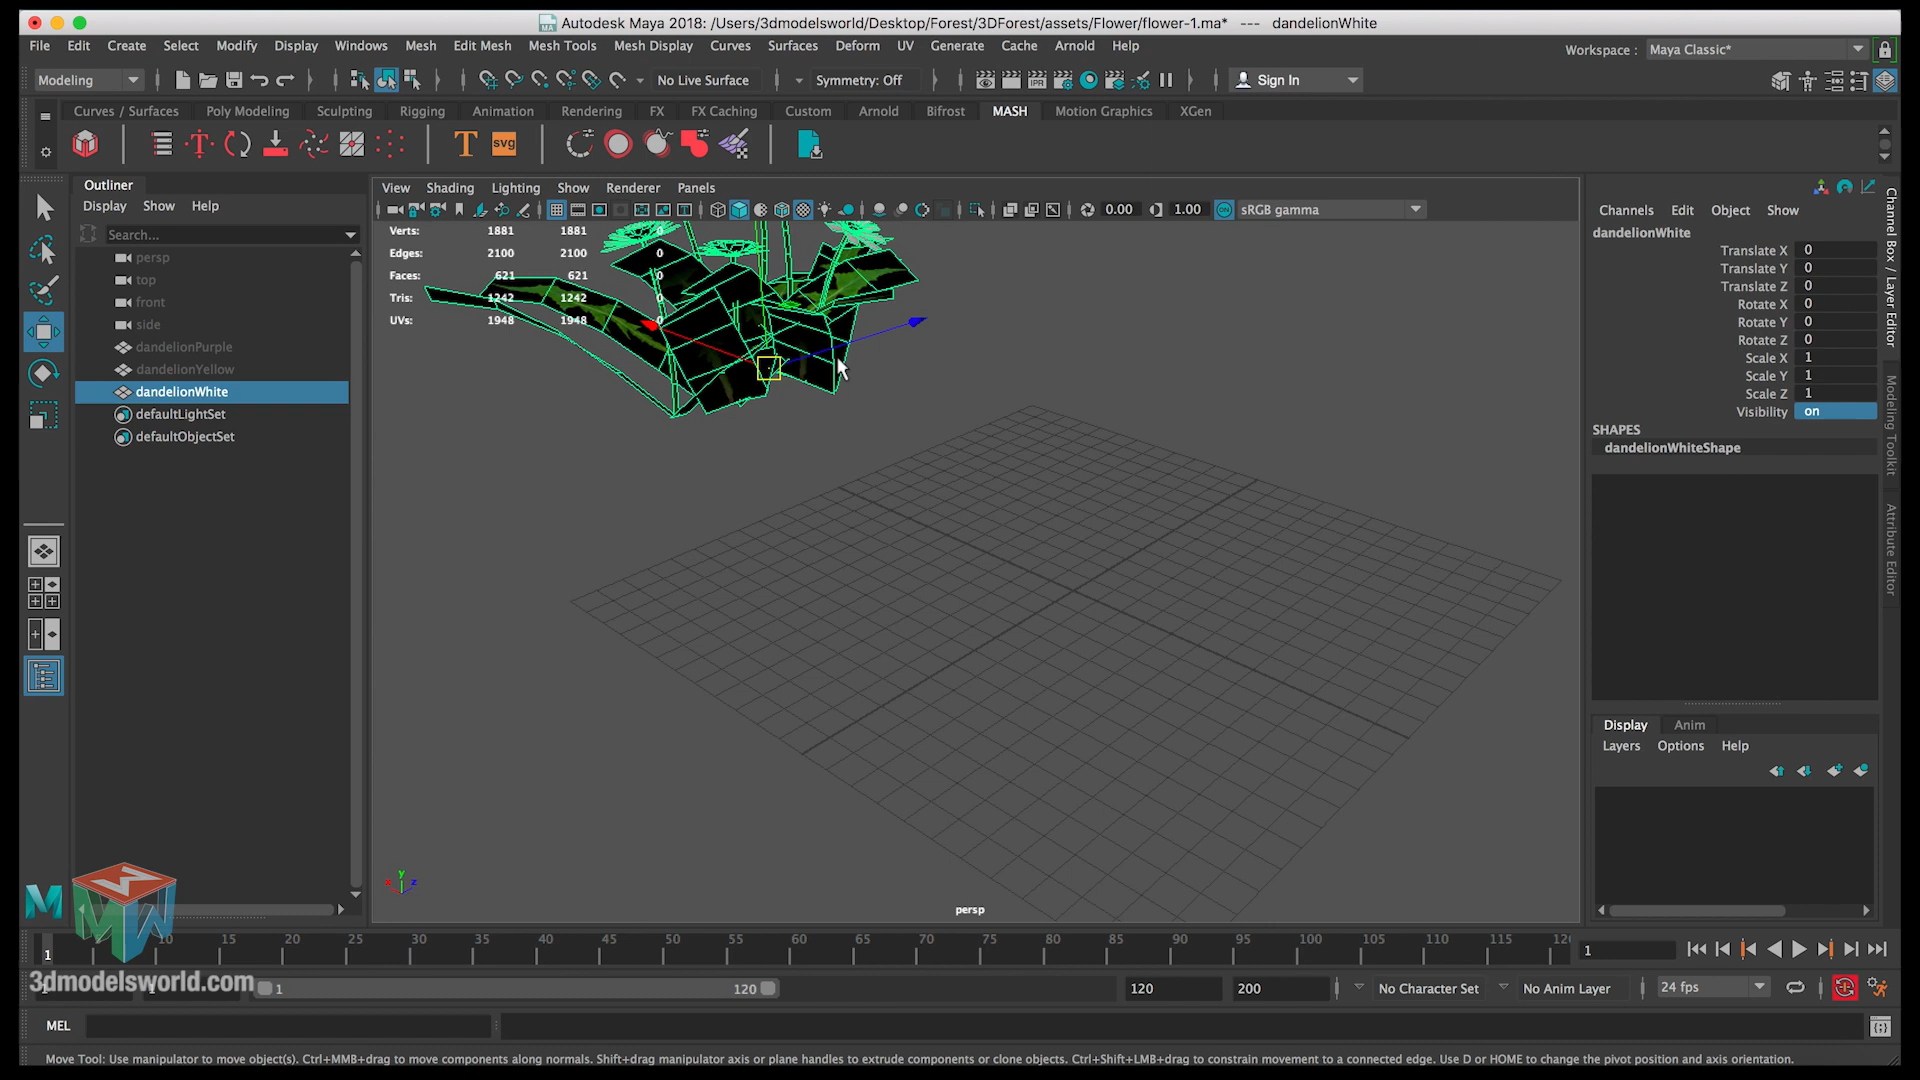 Autodesk Maya 2018: /Users/3dmodelsworld/Desktop/Forest/3DForest/assets/Flower/flower-1.ma* --- dandelionWhite
File Edit Create Select Modify Display Windows Mesh Edit Mesh Mesh Tools Mesh Display Curves Surfaces Deform UV Generate Cache Arnold Help
Workspace : Maya Classic*
Modeling No Live Surface Symmetry: Off IPR Sign In
Curves / Surfaces Poly Modeling Sculpting Rigging Animation Rendering FX FX Caching Custom Arnold Bifrost MASH Motion Graphics XGen
T svg
Outliner
Display Show Help
Search...
persp
top
front
side
dandelionPurple
dandelionYellow
dandelionWhite
defaultLightSet
defaultObjectSet
View Shading Lighting Show Renderer Panels
0.00 1.00 ON sRGB gamma
Verts: 1881 1881 0
Edges: 2100 2100 0
Faces: 621 621 0
Tris: 1242 1242 0
UVs: 1948 1948 0
y
x z
persp
Channels Edit Object Show
dandelionWhite
Translate X 0
Translate Y 0
Translate Z 0
Rotate X 0
Rotate Y 0
Rotate Z 0
Scale X 1
Scale Y 1
Scale Z 1
Visibility on
SHAPES
dandelionWhiteShape
Channel Box / Layer Editor
Modeling Toolkit
Attribute Editor
Display Anim
Layers Options Help
M MW
1 10 15 20 25 30 35 40 45 50 55 60 65 70 75 80 85 90 95 100 105 110 115 12
1
3dmodelsworld.com
1 1 1 120 120 200 No Character Set No Anim Layer 24 fps
MEL
Move Tool: Use manipulator to move object(s). Ctrl+MMB+drag to move components along normals. Shift+drag manipulator axis or plane handles to extrude components or clone objects. Ctrl+Shift+LMB+drag to constrain movement to a connected edge. Use D or HOME to change the pivot position and axis orientation.